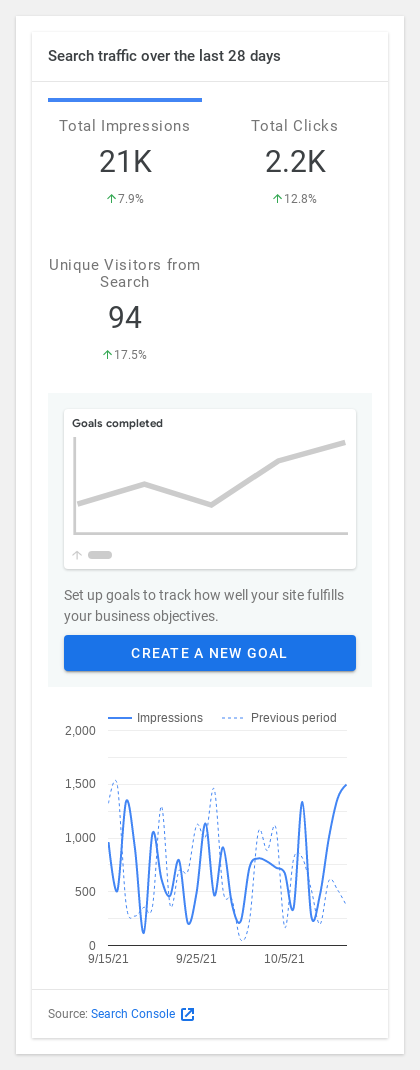 Search traffic over the last 28 days
Total Impressions
21K
↑7.9%
Total Clicks
2.2K
↑12.8%
Unique Visitors from
Search
94
↑17.5%
Goals completed
Set up goals to track how well your site fulfills
your business objectives.
CREATE A NEW GOAL
Impressions
Previous period
2,000
1,500
1,000
500
0
9/15/21
9/25/21
10/5/21
Source: Search Console